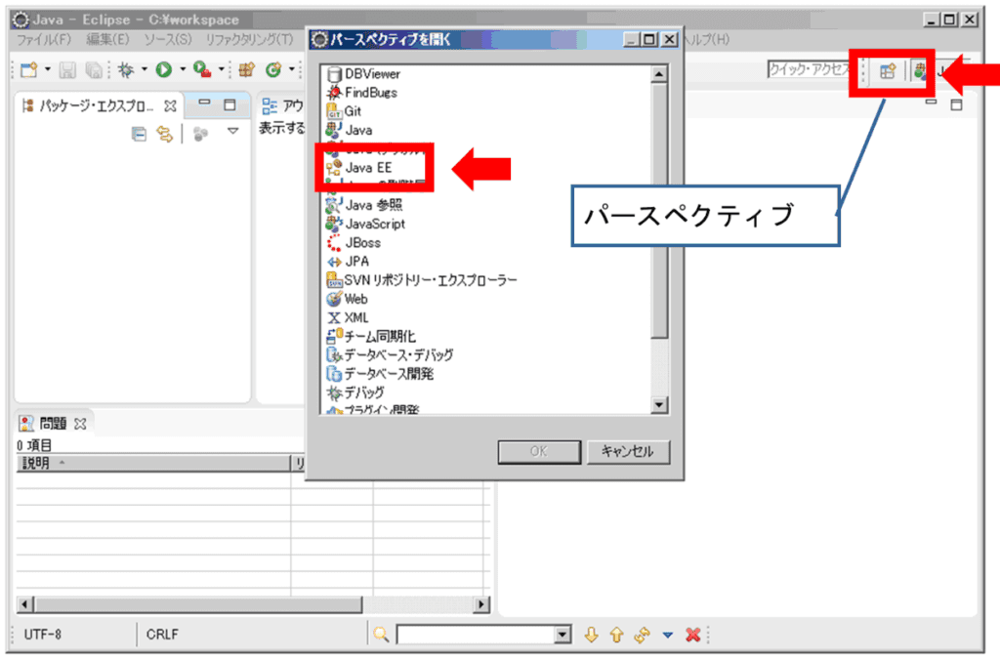 Java - Eclipse - C:¥workspace
ファイル(F) 編集(E) ソース(S) リファクタリング(T)
ヘルプ(H)
パースペクティブを開く
クイック・アクセス
J
パッケージ・エクスプロ...
アウ
表示する
DBViewer
FindBugs
Git
Java
Java EE
Java 参照
JavaScript
JBoss
JPA
SVN リポジトリー・エクスプローラー
Web
XML
チーム同期化
データベース・デバッグ
データベース開発
デバッグ
プラグイン開発
OK キャンセル
パースペクティブ
問題
0 項目
説明 リ
UTF-8 CRLF